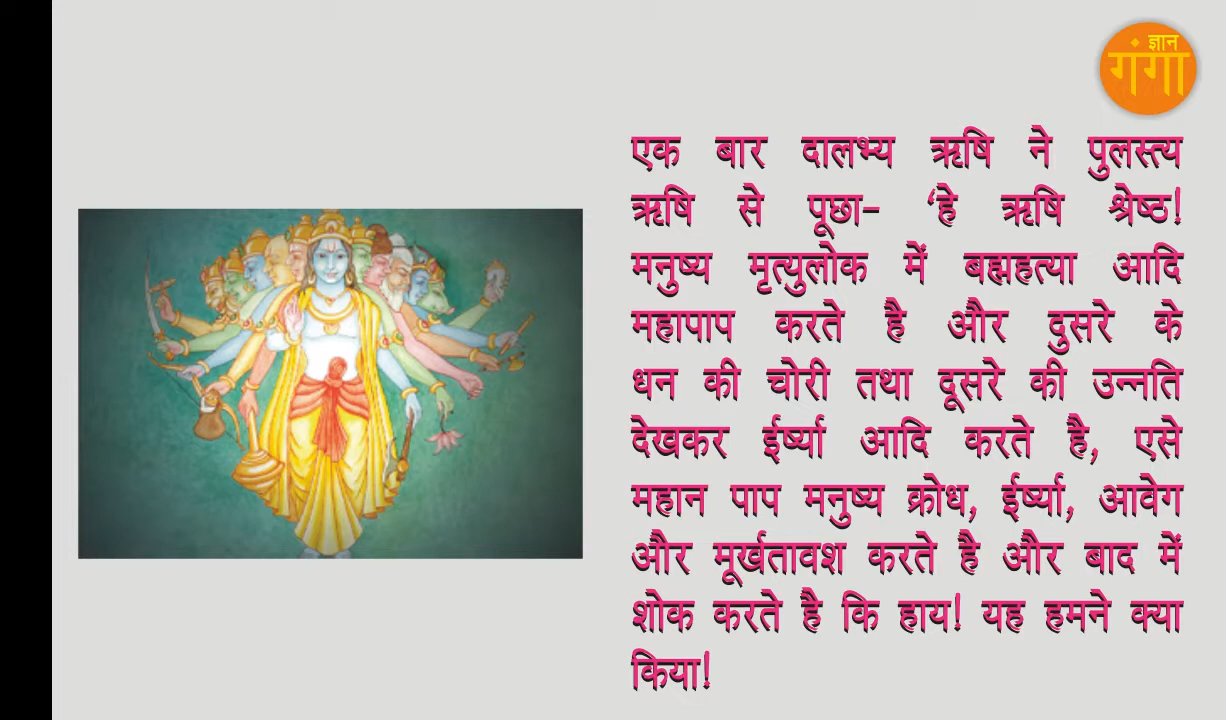 ज्ञान
गंगा
एक बार दालभ्य ऋषि ने पुलस्त्य
ऋषि से पूछा- ‘हे ऋषि श्रेष्ठ!
मनुष्य मृत्युलोक में बह्महत्या आदि
महापाप करते है और दुसरे के
धन की चोरी तथा दूसरे की उन्नति
देखकर ईर्ष्या आदि करते है, एसे
महान पाप मनुष्य क्रोध, ईर्ष्या, आवेग
और मूर्खतावश करते है और बाद में
शोक करते है कि हाय! यह हमने क्या
किया!